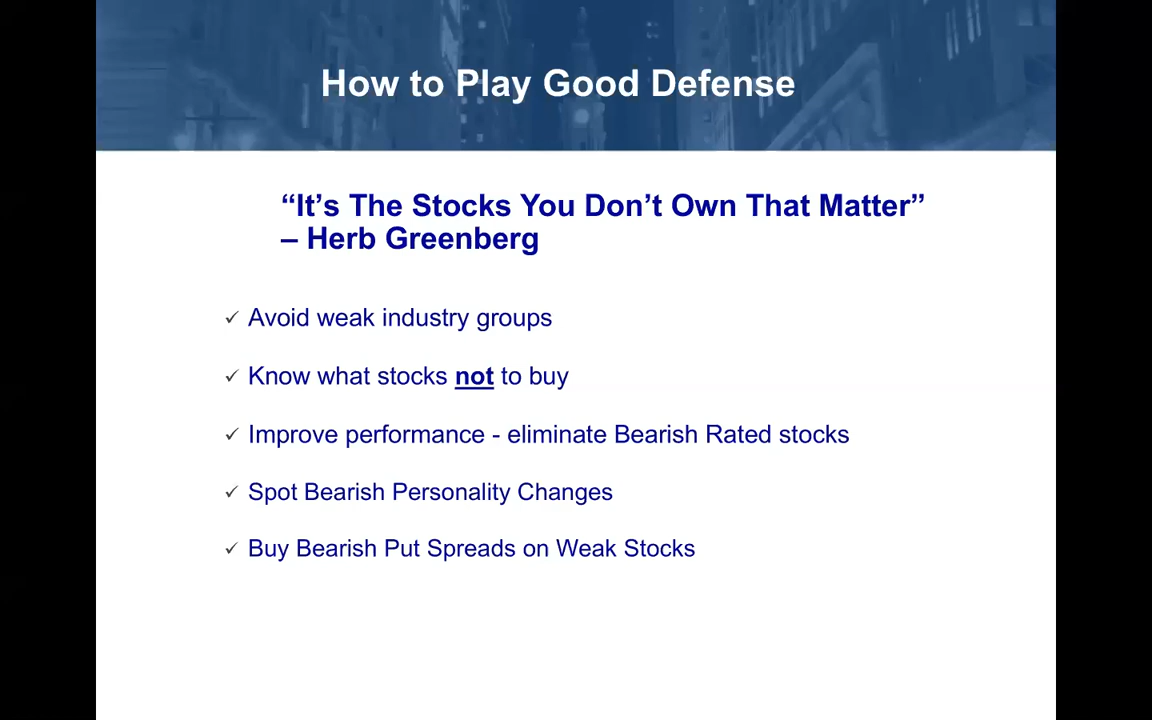 How to Play Good Defense
“It’s The Stocks You Don’t Own That Matter”
– Herb Greenberg
✓ Avoid weak industry groups
✓ Know what stocks not to buy
✓ Improve performance - eliminate Bearish Rated stocks
✓ Spot Bearish Personality Changes
✓ Buy Bearish Put Spreads on Weak Stocks